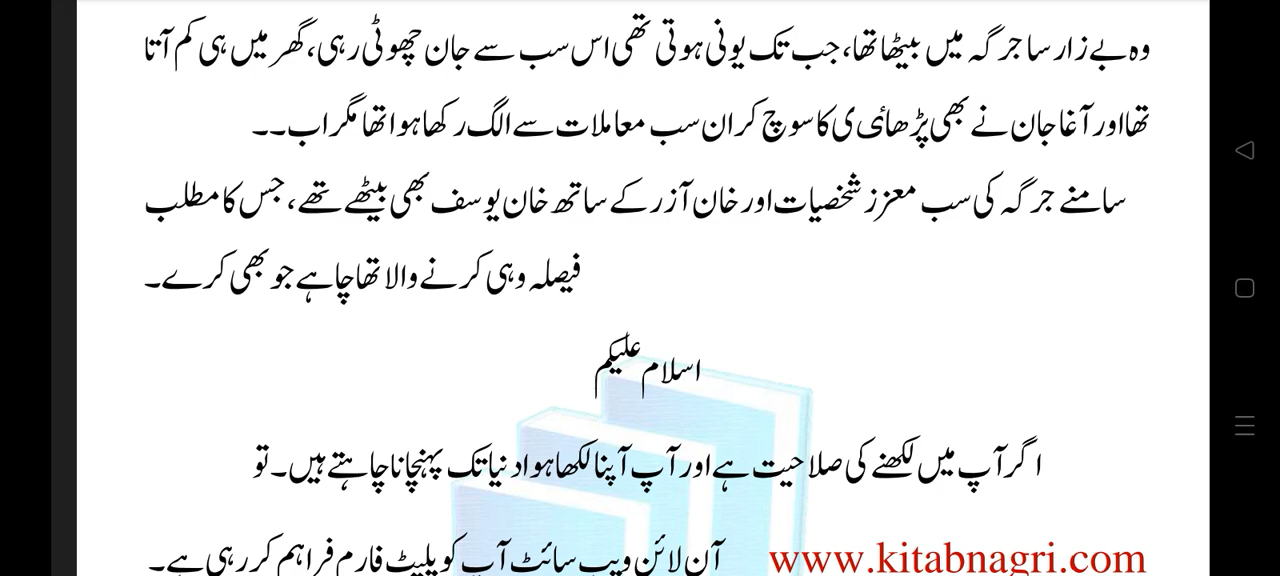 وہ بے زار سا جرگہ میں بیٹھا تھا، جب تک یونی ہوتی تھی اس سب سے جان چھوٹی رہی، گھر میں ہی کم آتا
تھا اور آغا جان نے بھی پڑھائی ی کا سوچ کر ان سب معاملات سے الگ رکھا ہوا تھا مگر اب۔۔
سامنے جرگہ کی سب معزز شخصیات اور خان آزر کے ساتھ خان یوسف بھی بیٹھے تھے، جس کا مطلب
فیصلہ وہی کرنے والا تھا چاہے جو بھی کرے۔
اسلام علیکم
اگر آپ میں لکھنے کی صلاحیت ہے اور آپ آپنا لکھا ہوا دنیا تک پہنچانا چاہتے ہیں۔ تو
www.kitabnagri.com آن لائن ویب سائٹ آپ کو پلیٹ فارم فراہم کر رہی ہے۔